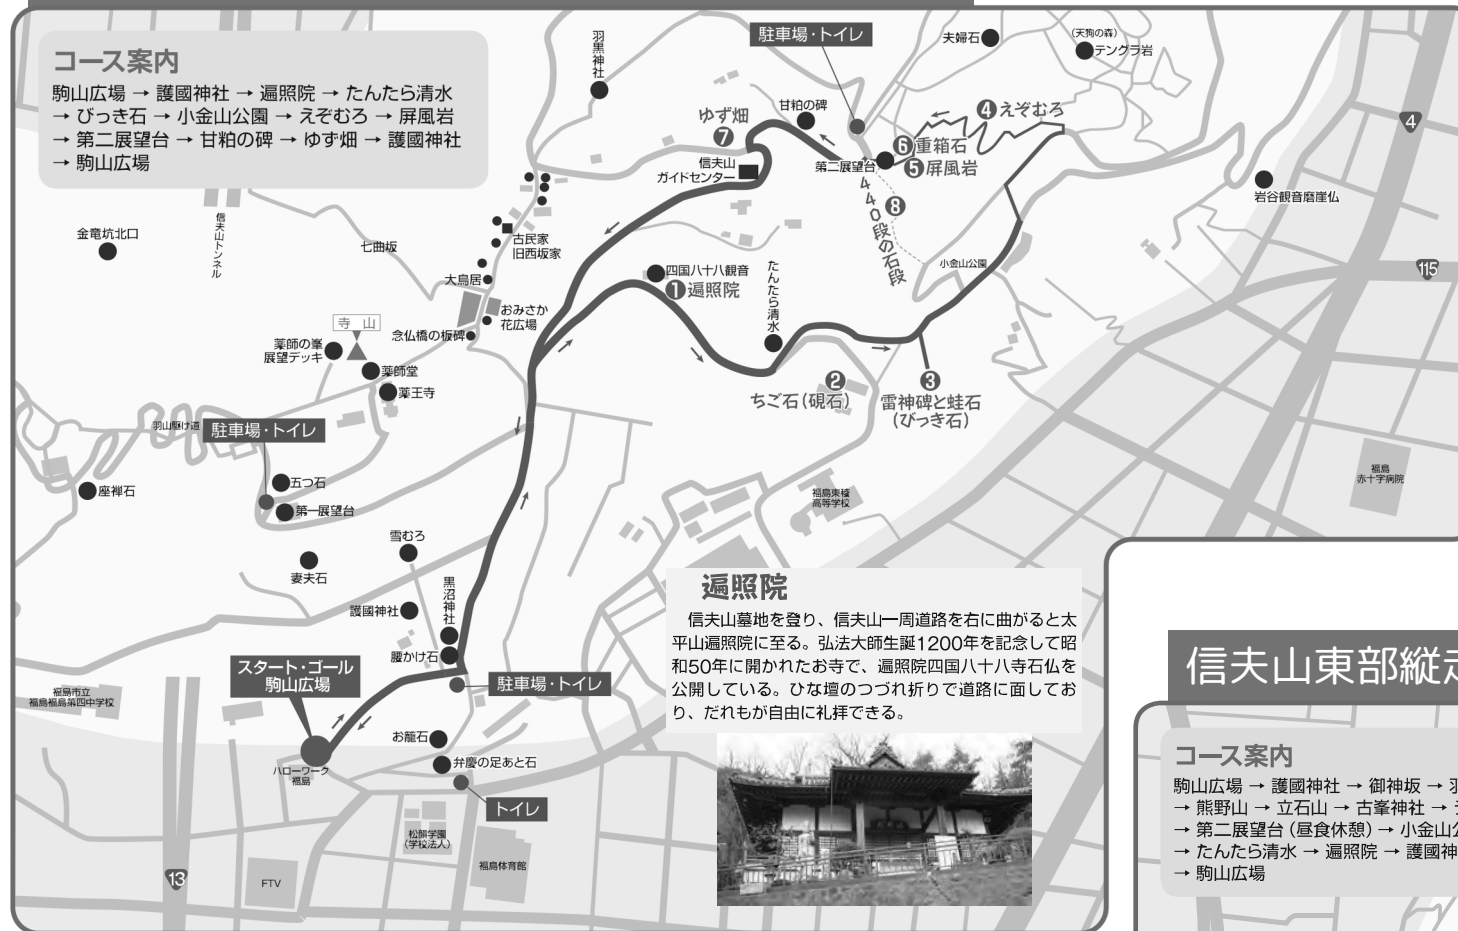 コース案内
駒山広場 → 護國神社 → 遍照院 → たんたら清水
→ びっき石 → 小金山公園 → えぞむろ → 屏風岩
→ 第二展望台 → 甘粕の碑 → ゆず畑 → 護國神社
→ 駒山広場
羽黒神社
駐車場・トイレ
夫婦石
(天狗の森)
テングラ岩
4
ゆず畑
❼
甘粕の碑
❹えぞむろ
❻重箱石
❺屏風岩
第二展望台
信夫山
ガイドセンター
❽
440段の石段
岩谷観音磨崖仏
115
信夫山トンネル
金竜坑北口
七曲坂
古民家
旧西坂家
大鳥居
おみさか
花広場
念仏橋の板碑
四国八十八観音
❶遍照院
たんたら清水
小金山公園
寺 山
薬師の峯
展望デッキ
薬師堂
薬王寺
❷
ちご石(硯石)
❸
雷神碑と蛙石
(びっき石)
羽山駆け道
駐車場・トイレ
座禅石
五つ石
第一展望台
福島東稜
高等学校
福島
赤十字病院
雪むろ
妻夫石
黒沼神社
護國神社
腰かけ石
スタート・ゴール
駒山広場
駐車場・トイレ
福島市立
福島福島第四中学校
お籠石
ハローワーク
福島
弁慶の足あと石
トイレ
松韻学園
(学校法人)
福島体育館
13
FTV
遍照院
信夫山墓地を登り、信夫山一周道路を右に曲がると太
平山遍照院に至る。弘法大師生誕1200年を記念して昭
和50年に開かれたお寺で、遍照院四国八十八寺石仏を
公開している。ひな壇のつづれ折りで道路に面してお
り、だれもが自由に礼拝できる。
信夫山東部縦走
コース案内
駒山広場 → 護國神社 → 御神坂 →
→ 熊野山 → 立石山 → 古峯神社 →
→ 第二展望台(昼食休憩) → 小金山公
→ たんたら清水 → 遍照院 → 護國神
→ 駒山広場